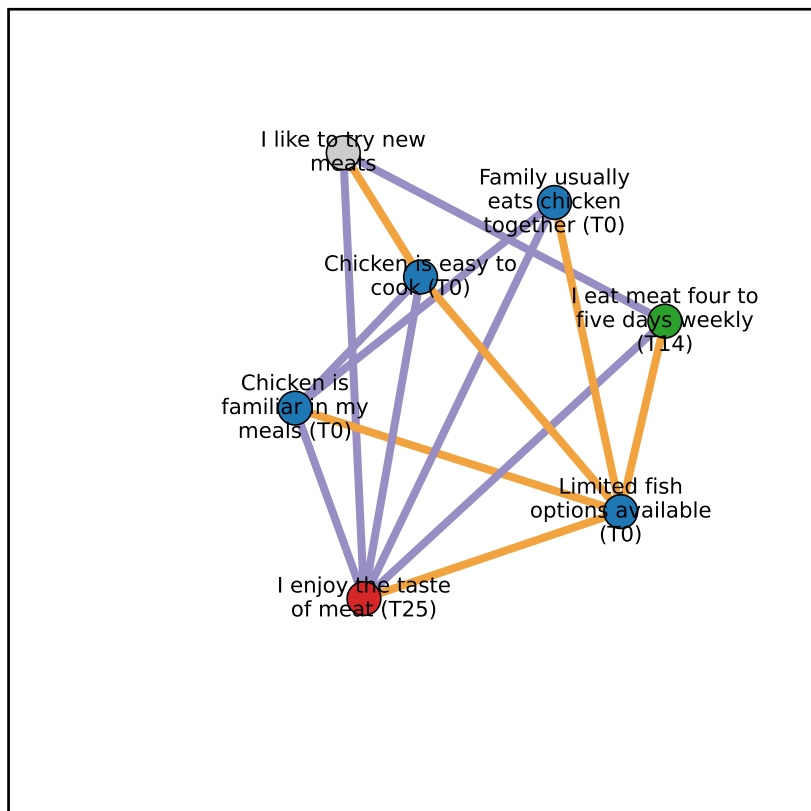 I like to try new
meats
Family usually
eats chicken
together (T0)
Chicken is easy to
cook (T0)
I eat meat four to
five days weekly
(T14)
Chicken is
familiar in my
meals (T0)
Limited fish
options available
(T0)
I enjoy the taste
of meat (T25)